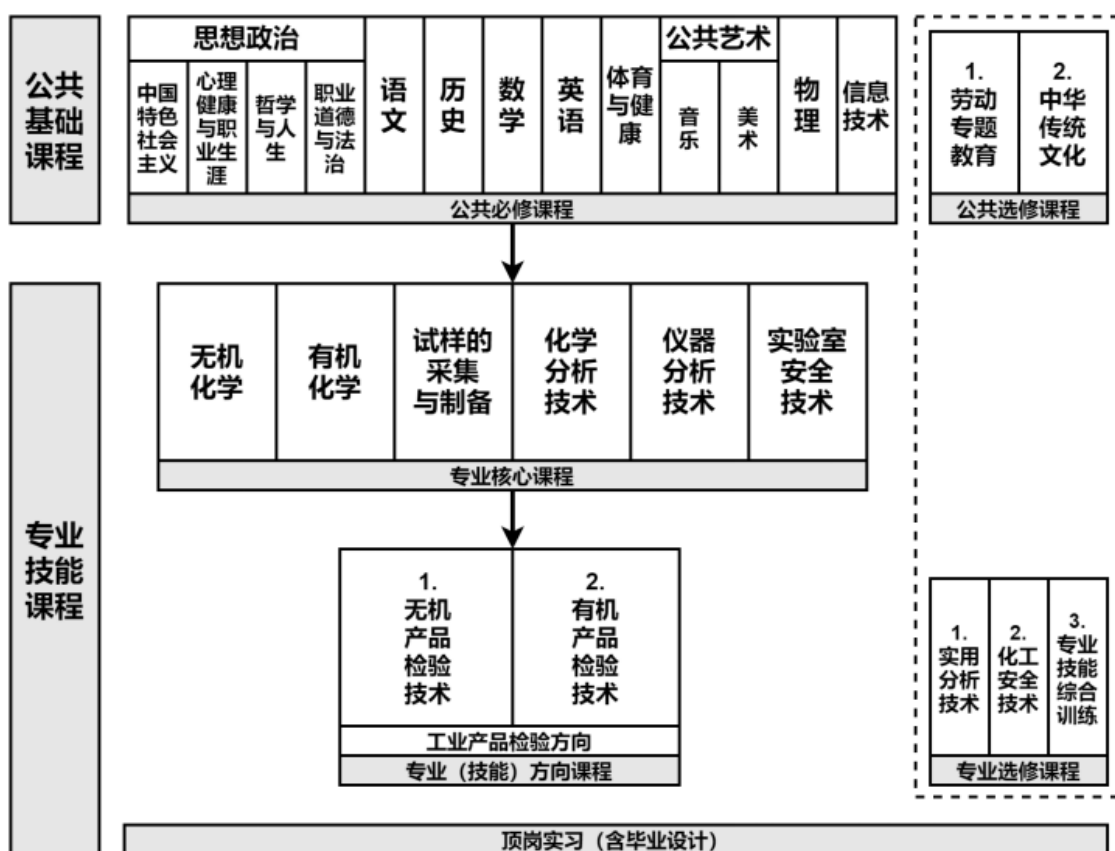 公共
基础
课程
思想政治
中国
特色
社会
主义
心理
健康
与职
业生
涯
哲学
与人
生
职业
道德
与法
治
语
文
历
史
数
学
英
语
体育
与健
康
公共艺术
音
乐
美
术
物
理
信息
技术
公共必修课程
1.
劳动
专题
教育
2.
中华
传统
文化
公共选修课程
专业
技能
课程
无机
化学
有机
化学
试样的
采集
与制备
化学
分析
技术
仪器
分析
技术
实验室
安全
技术
专业核心课程
1.
无机
产品
检验
技术
2.
有机
产品
检验
技术
工业产品检验方向
专业（技能）方向课程
1.
实用
分析
技术
2.
化工
安全
技术
3.
专业
技能
综合
训练
专业选修课程
顶岗实习（含毕业设计）